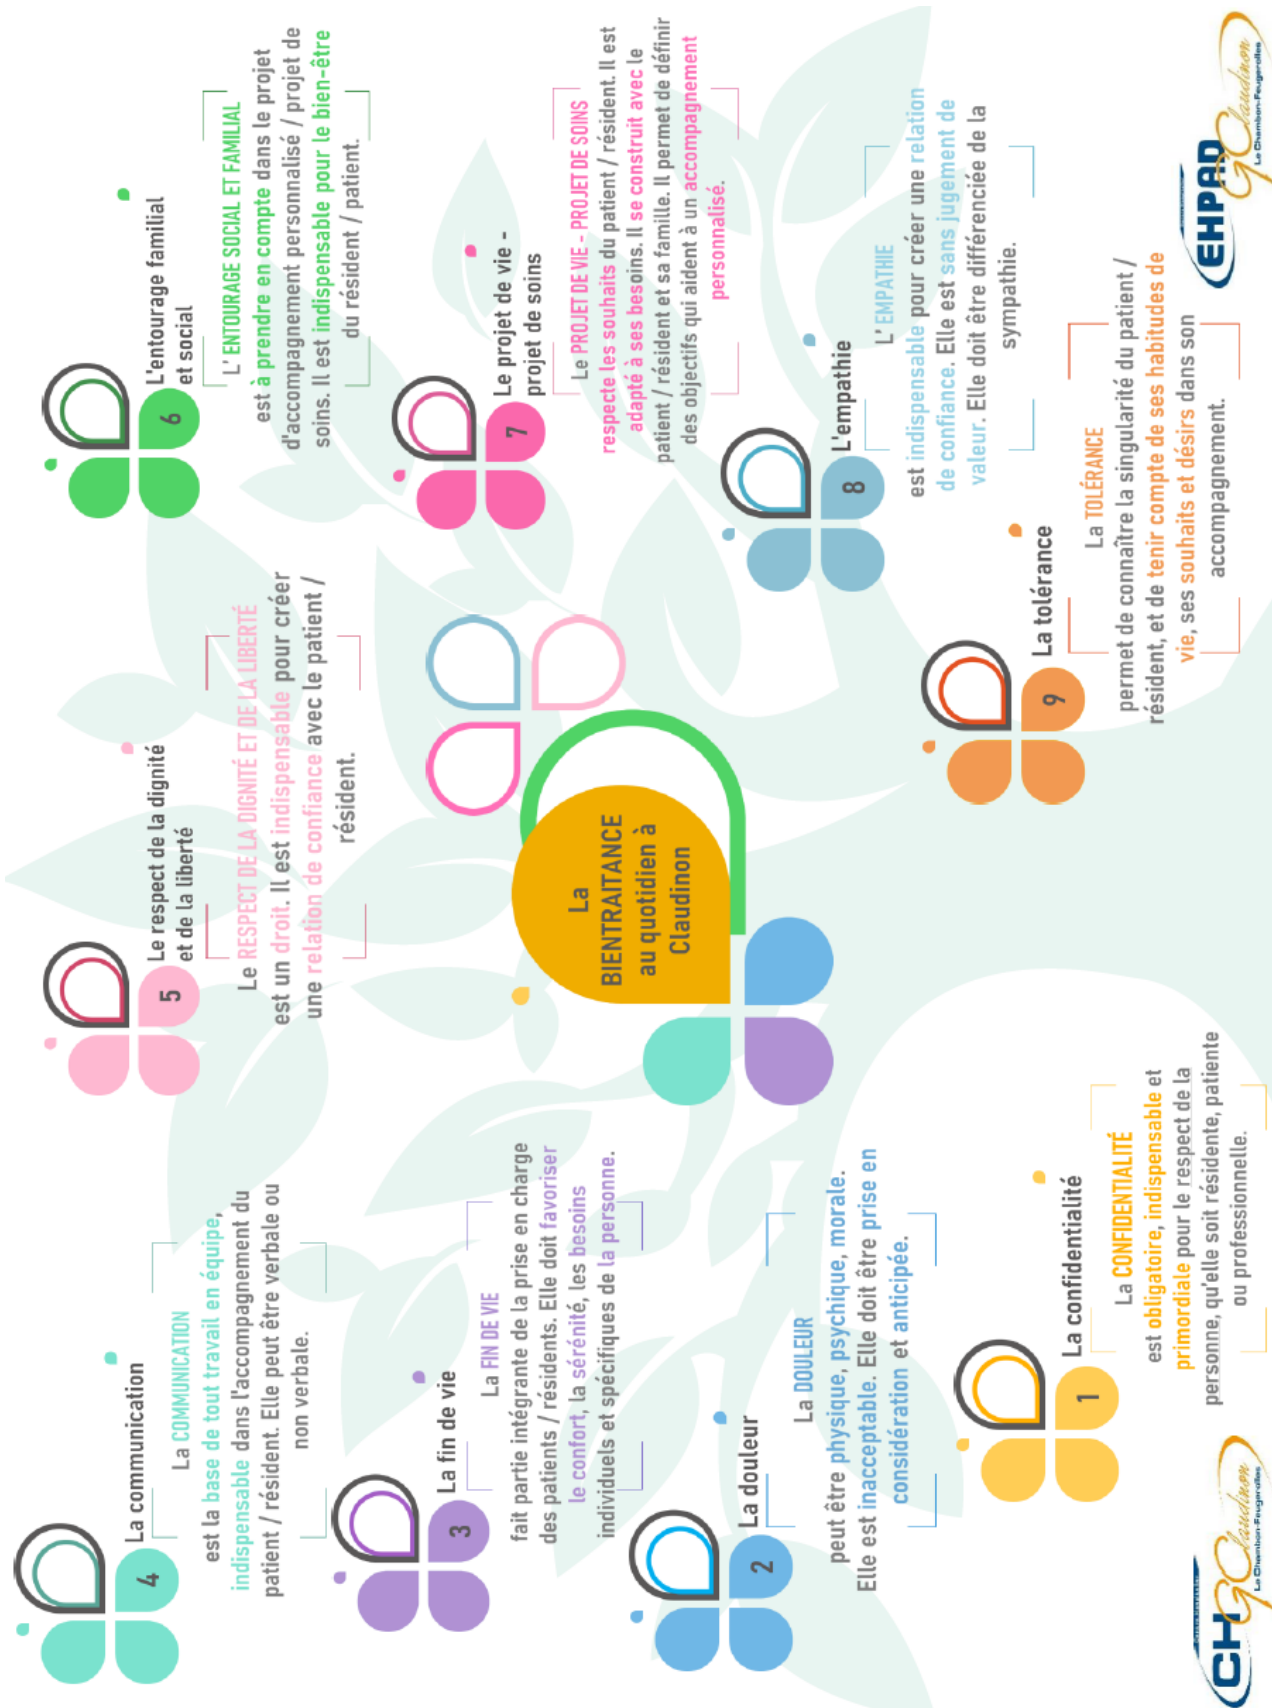 La
BIENTRAITANCE
au quotidien à
Claudinon
1
La confidentialité
La CONFIDENTIALITÉ
est obligatoire, indispensable et
primordiale pour le respect de la
personne, qu'elle soit résidente, patiente
ou professionnelle.
2
La douleur
La DOULEUR
peut être physique, psychique, morale.
Elle est inacceptable. Elle doit être prise en
considération et anticipée.
3
La fin de vie
La FIN DE VIE
fait partie intégrante de la prise en charge
des patients / résidents. Elle doit favoriser
le confort, la sérénité, les besoins
individuels et spécifiques de la personne.
4
La communication
La COMMUNICATION
est la base de tout travail en équipe,
indispensable dans l'accompagnement du
patient / résident. Elle peut être verbale ou
non verbale.
5
Le respect de la dignité
et de la liberté
Le RESPECT DE LA DIGNITÉ ET DE LA LIBERTÉ
est un droit. Il est indispensable pour créer
une relation de confiance avec le patient /
résident.
6
L'entourage familial
et social
L' ENTOURAGE SOCIAL ET FAMILIAL
est à prendre en compte dans le projet
d'accompagnement personnalisé / projet de
soins. Il est indispensable pour le bien-être
du résident / patient.
7
Le projet de vie -
projet de soins
Le PROJET DE VIE - PROJET DE SOINS
respecte les souhaits du patient / résident. Il est
adapté à ses besoins. Il se construit avec le
patient / résident et sa famille. Il permet de définir
des objectifs qui aident à un accompagnement
personnalisé.
8
L'empathie
L' EMPATHIE
est indispensable pour créer une relation
de confiance. Elle est sans jugement de
valeur. Elle doit être différenciée de la
sympathie.
9
La tolérance
La TOLÉRANCE
permet de connaître la singularité du patient /
résident, et de tenir compte de ses habitudes de
vie, ses souhaits et désirs dans son
accompagnement.
CH G Claudinon
Le Chambon-Feugerolles
EHPAD G Claudinon
Le Chambon-Feugerolles